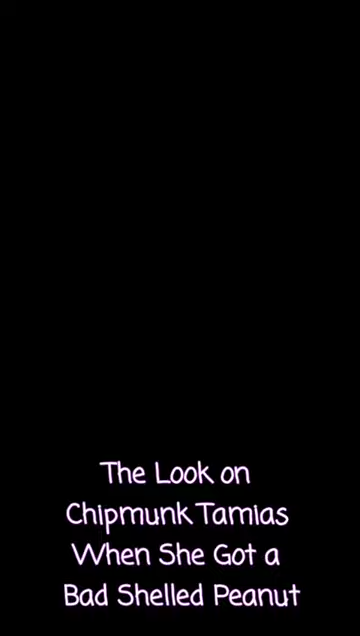 The Look on
Chipmunk Tamias
When She Got a
Bad Shelled Peanut